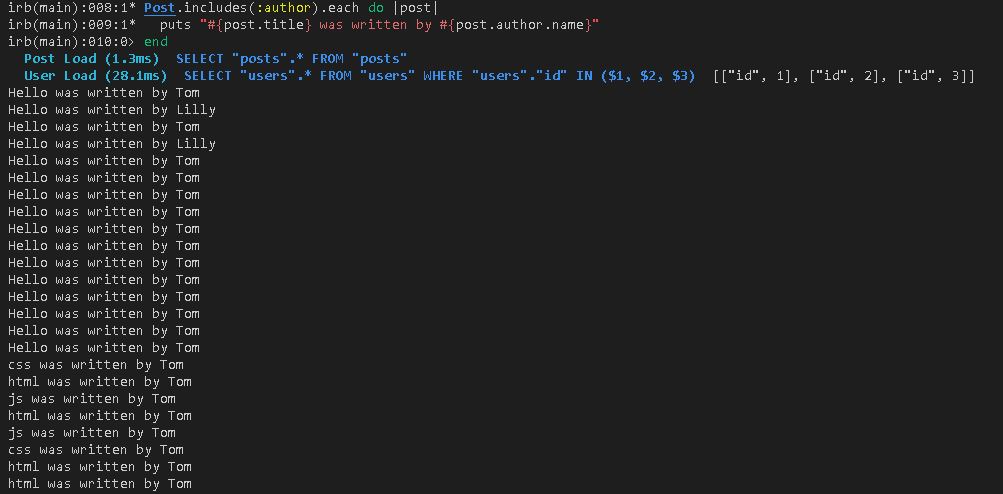 irb(main):008:1* Post.includes(:author).each do |post|
irb(main):009:1*   puts "#{post.title} was written by #{post.author.name}"
irb(main):010:0> end
  Post Load (1.3ms)  SELECT "posts".* FROM "posts"
  User Load (28.1ms)  SELECT "users".* FROM "users" WHERE "users"."id" IN ($1, $2, $3)  [["id", 1], ["id", 2], ["id", 3]]
Hello was written by Tom
Hello was written by Lilly
Hello was written by Tom
Hello was written by Lilly
Hello was written by Tom
Hello was written by Tom
Hello was written by Tom
Hello was written by Tom
Hello was written by Tom
Hello was written by Tom
Hello was written by Tom
Hello was written by Tom
Hello was written by Tom
Hello was written by Tom
Hello was written by Tom
Hello was written by Tom
css was written by Tom
html was written by Tom
js was written by Tom
html was written by Tom
js was written by Tom
css was written by Tom
html was written by Tom
html was written by Tom